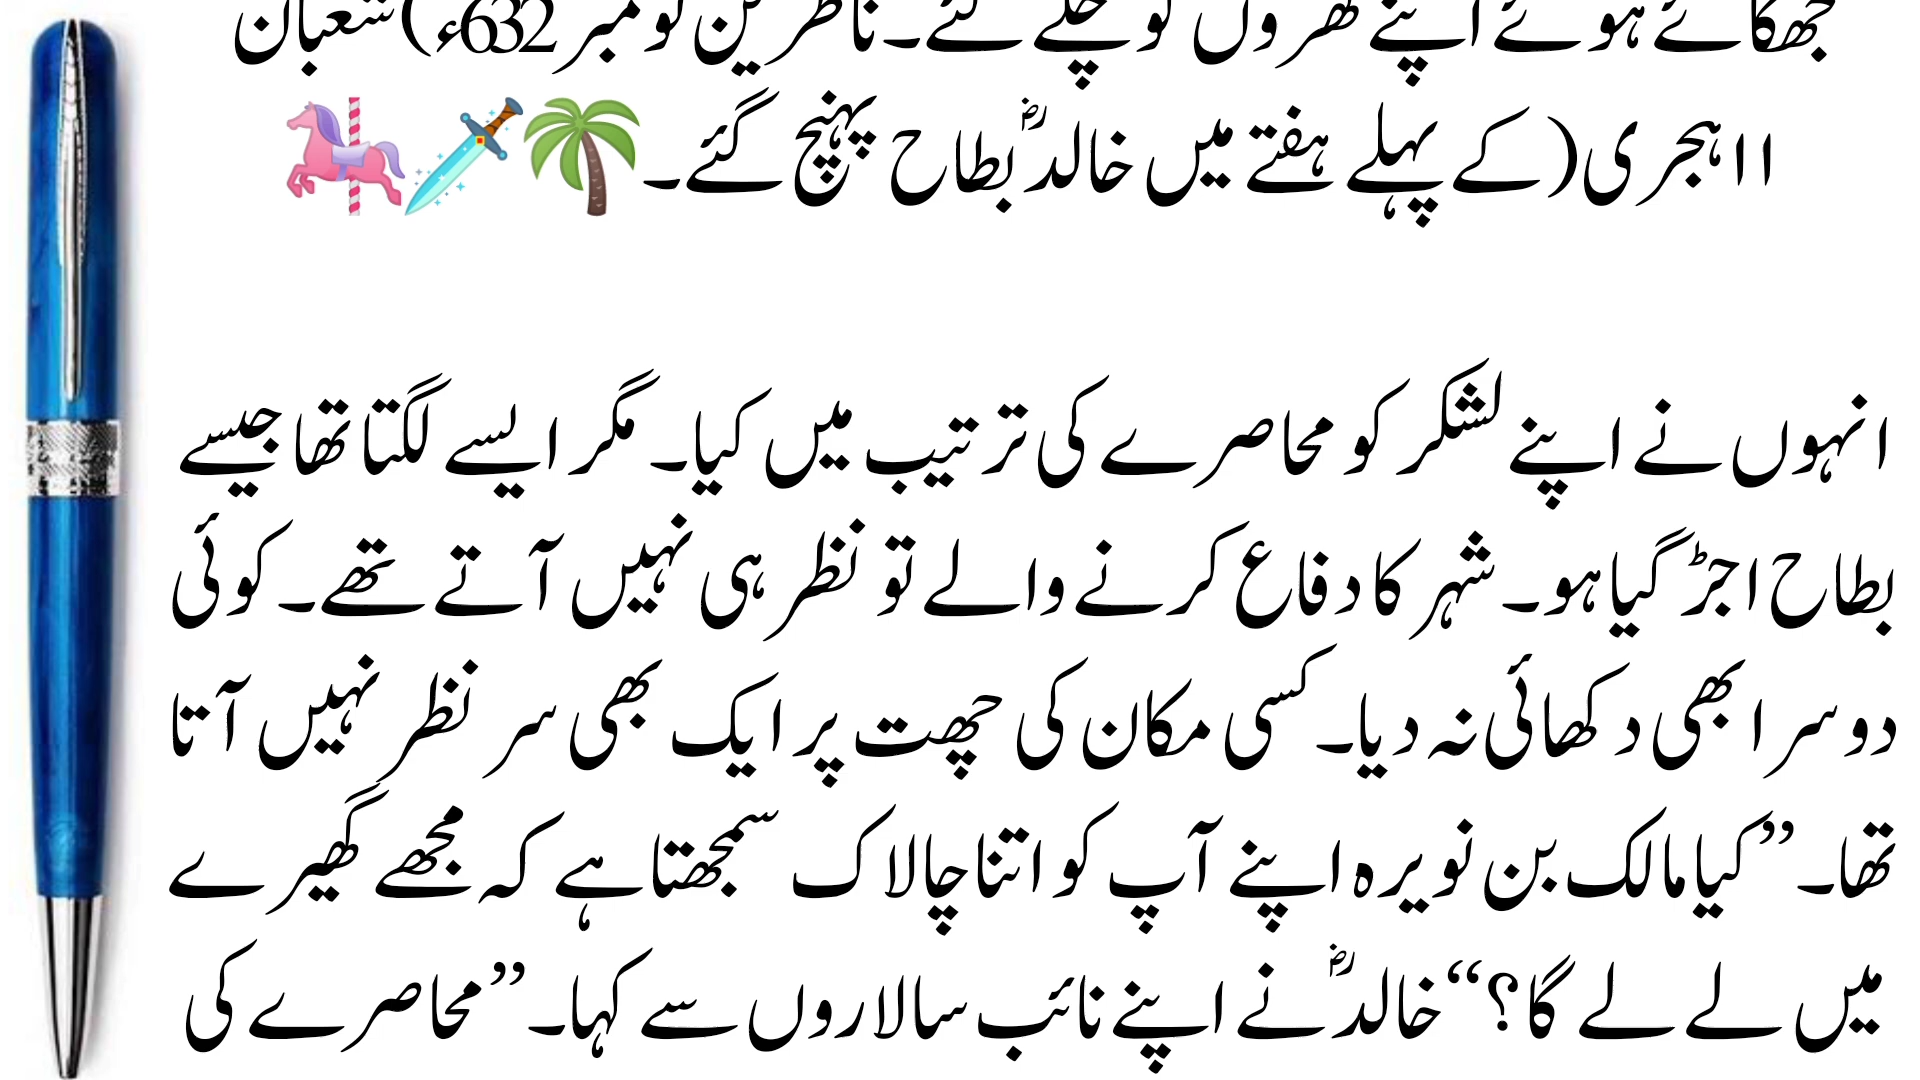 جھکائے ہوئے اپنے گھروں کو چلے گئے۔ ناظرین نومبر 632ء) شعبان
۱۱ہجری( کے پہلے ہفتے میں خالدؓ بطاح پہنچ گئے۔🌴🗡️🎠
انہوں نے اپنے لشکر کو محاصرے کی ترتیب میں کیا۔ مگر ایسے لگتا تھا جیسے
بطاح اجڑ گیا ہو۔ شہر کا دفاع کرنے والے تو نظر ہی نہیں آتے تھے۔ کوئی
دوسرا بھی دکھائی نہ دیا۔ کسی مکان کی چھت پر ایک بھی سر نظر نہیں آتا
تھا۔ ’’کیا مالک بن نویرہ اپنے آپ کو اتنا چالاک سمجھتا ہے کہ مجھے گھیرے
میں لے لے گا؟‘‘ خالدؓ نے اپنے نائب سالاروں سے کہا۔ ’’محاصرے کی